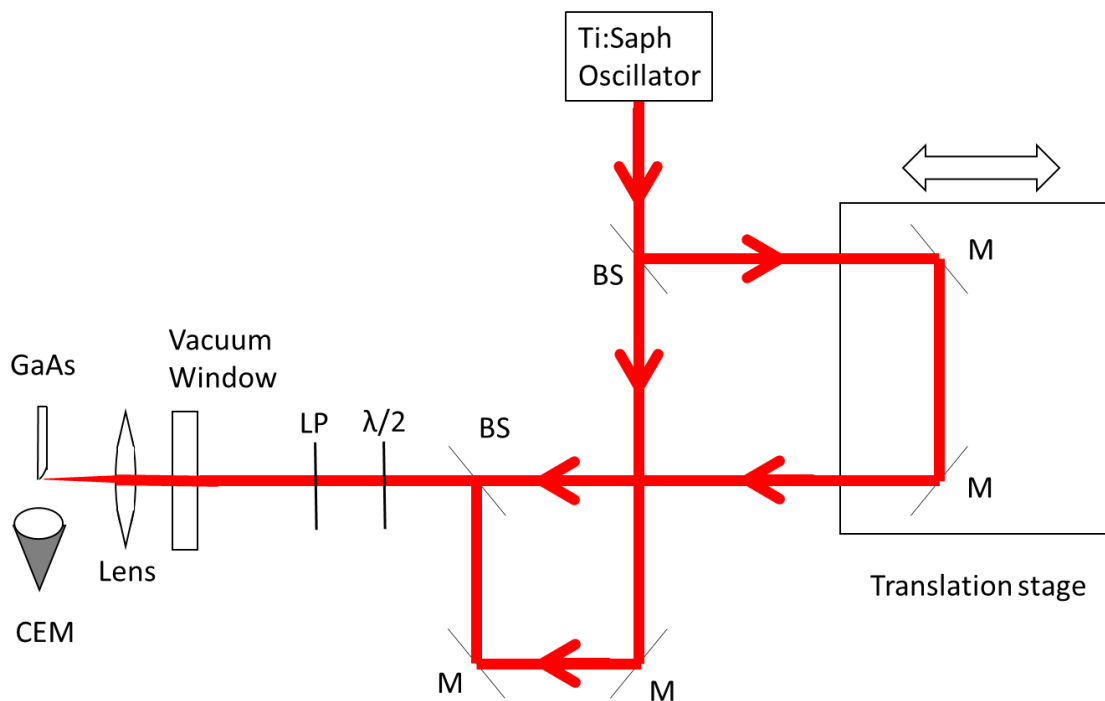 Ti:Saph
Oscillator
M
BS
Vacuum
Window
GaAs
LP
λ/2
BS
M
Lens
Translation stage
CEM
M
M